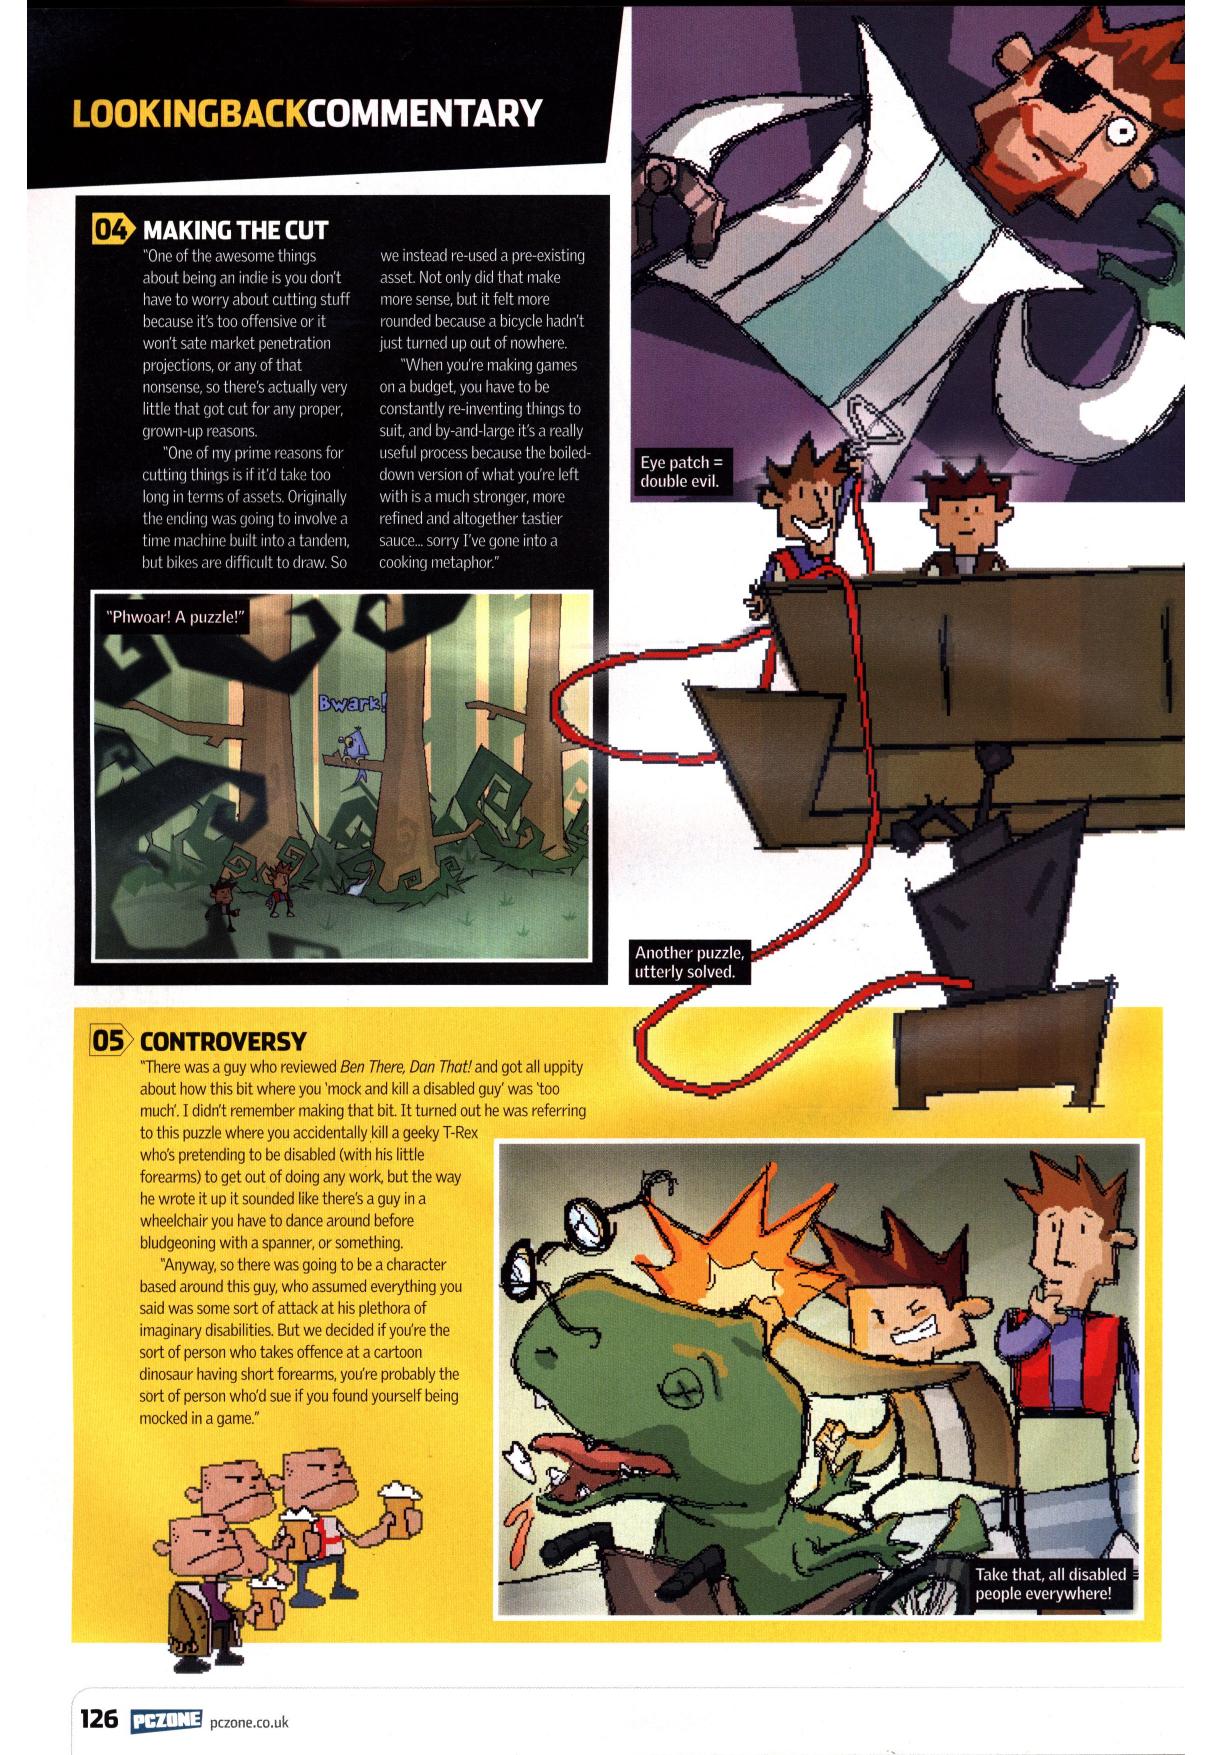 LOOKINGBACKCOMMENTARY
04 MAKING THE CUT
“One of the awesome things
about being an indie is you don’t
have to worry about cutting stuff
because it’s too offensive or it
won’t sate market penetration
projections, or any of that
nonsense, so there’s actually very
little that got cut for any proper,
grown-up reasons.
“One of my prime reasons for
cutting things is if it’d take too
long in terms of assets. Originally
the ending was going to involve a
time machine built into a tandem,
but bikes are difficult to draw. So
we instead re-used a pre-existing
asset. Not only did that make
more sense, but it felt more
rounded because a bicycle hadn’t
just turned up out of nowhere.
“When you’re making games
on a budget, you have to be
constantly re-inventing things to
suit, and by-and-large it’s a really
useful process because the boiled-
down version of what you’re left
with is a much stronger, more
refined and altogether tastier
sauce... sorry I’ve gone into a
cooking metaphor.”
Eye patch =
double evil.
“Phwoar! A puzzle!”
Bwark!
Another puzzle,
utterly solved.
05 CONTROVERSY
“There was a guy who reviewed Ben There, Dan That! and got all uppity
about how this bit where you ‘mock and kill a disabled guy’ was ‘too
much’. I didn’t remember making that bit. It turned out he was referring
to this puzzle where you accidentally kill a geeky T-Rex
who’s pretending to be disabled (with his little
forearms) to get out of doing any work, but the way
he wrote it up it sounded like there’s a guy in a
wheelchair you have to dance around before
bludgeoning with a spanner, or something.
“Anyway, so there was going to be a character
based around this guy, who assumed everything you
said was some sort of attack at his plethora of
imaginary disabilities. But we decided if you’re the
sort of person who takes offence at a cartoon
dinosaur having short forearms, you’re probably the
sort of person who’d sue if you found yourself being
mocked in a game.”
Take that, all disabled
people everywhere!
126 PCZONE pczone.co.uk